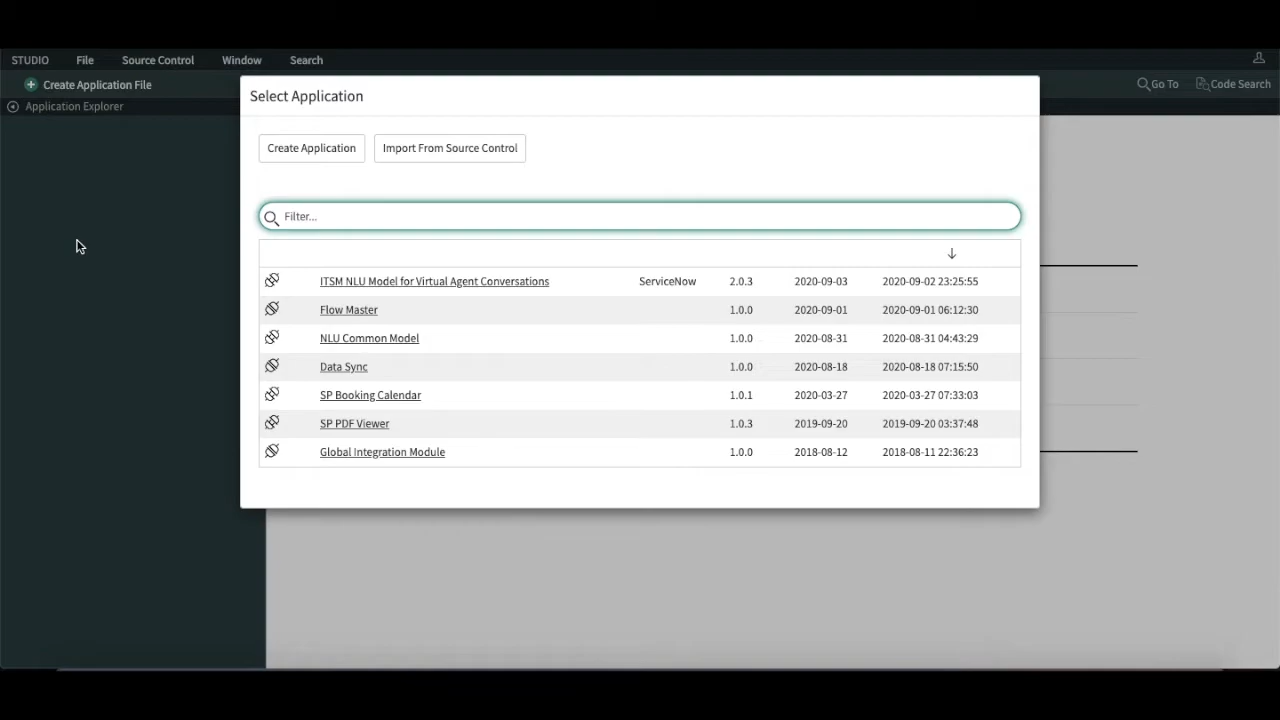 STUDIO File Source Control Window Search
Create Application File Go To Code Search
Application Explorer
Select Application
Create Application Import From Source Control
Filter...
ITSM NLU Model for Virtual Agent Conversations ServiceNow 2.0.3 2020-09-03 2020-09-02 23:25:55
Flow Master 1.0.0 2020-09-01 2020-09-01 06:12:30
NLU Common Model 1.0.0 2020-08-31 2020-08-31 04:43:29
Data Sync 1.0.0 2020-08-18 2020-08-18 07:15:50
SP Booking Calendar 1.0.1 2020-03-27 2020-03-27 07:33:03
SP PDF Viewer 1.0.3 2019-09-20 2019-09-20 03:37:48
Global Integration Module 1.0.0 2018-08-12 2018-08-11 22:36:23